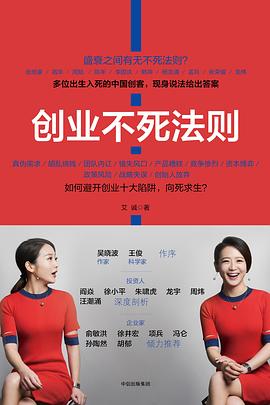 盛衰之间有无不死法则？
多位出生入死的中国创客，现身说法给出答案
创业不死法则
真伪需求 / 胡乱烧钱 / 团队内讧 / 错失风口 / 产品糟糕 / 竞争惨烈 / 资本博弈 /
政策风险 / 战略失误 / 创始人放弃
如何避开创业十大陷阱，向死求生？
艾 诚◎著
吴晓波 王俊 作序
作家 科学家
投资人
阎焱 徐小平 朱啸虎 龙宇 周炜
汪潮涌 深度剖析
企业家
俞敏洪 徐井宏 项兵 冯仑
孙陶然 胡郁 倾力推荐
中信出版集团